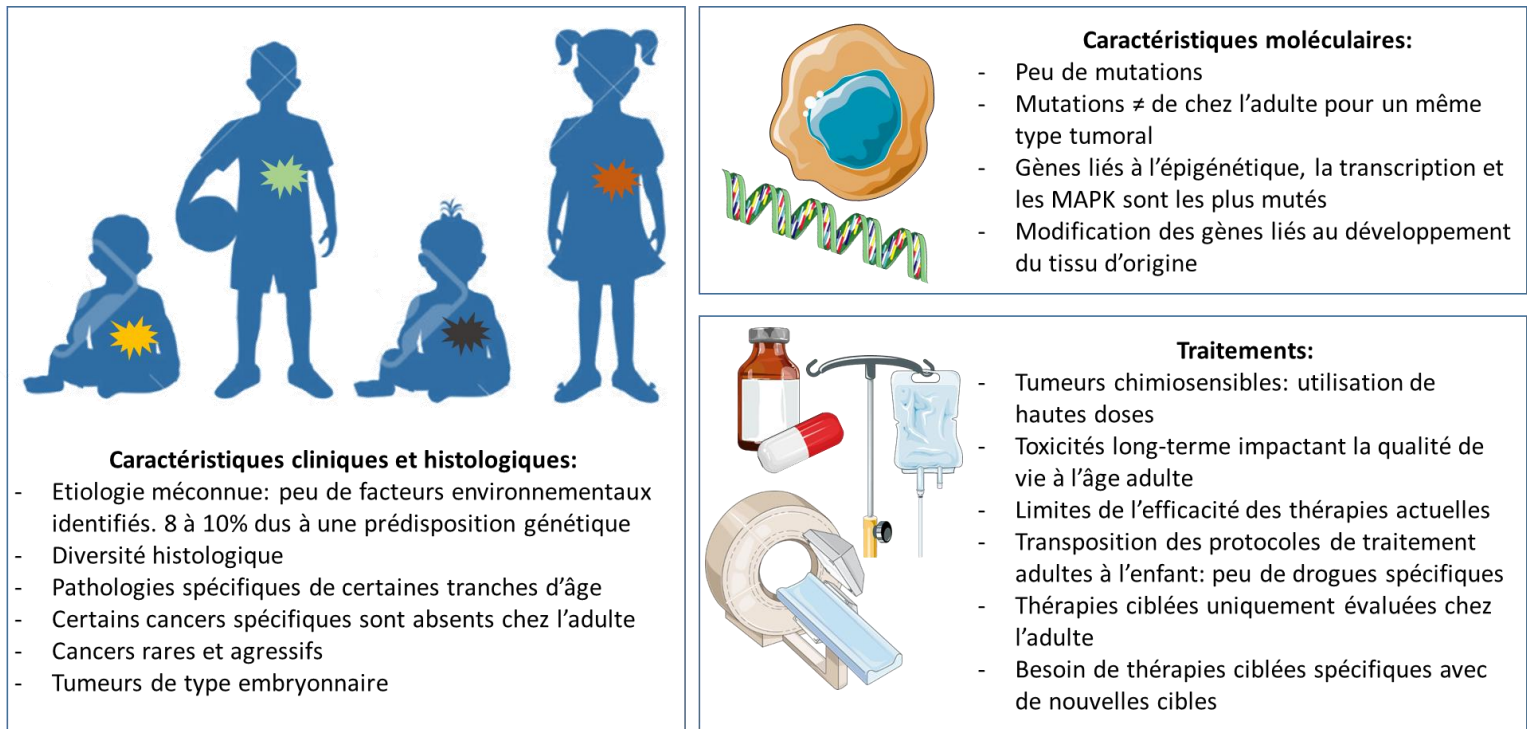 Caractéristiques cliniques et histologiques:
- Etiologie méconnue: peu de facteurs environnementaux
identifiés. 8 à 10% dus à une prédisposition génétique
- Diversité histologique
- Pathologies spécifiques de certaines tranches d’âge
- Certains cancers spécifiques sont absents chez l’adulte
- Cancers rares et agressifs
- Tumeurs de type embryonnaire
Caractéristiques moléculaires:
- Peu de mutations
- Mutations ≠ de chez l’adulte pour un même
type tumoral
- Gènes liés à l’épigénétique, la transcription et
les MAPK sont les plus mutés
- Modification des gènes liés au développement
du tissu d’origine
Traitements:
- Tumeurs chimiosensibles: utilisation de
hautes doses
- Toxicités long-terme impactant la qualité de
vie à l’âge adulte
- Limites de l’efficacité des thérapies actuelles
- Transposition des protocoles de traitement
adultes à l’enfant: peu de drogues spécifiques
- Thérapies ciblées uniquement évaluées chez
l’adulte
- Besoin de thérapies ciblées spécifiques avec
de nouvelles cibles